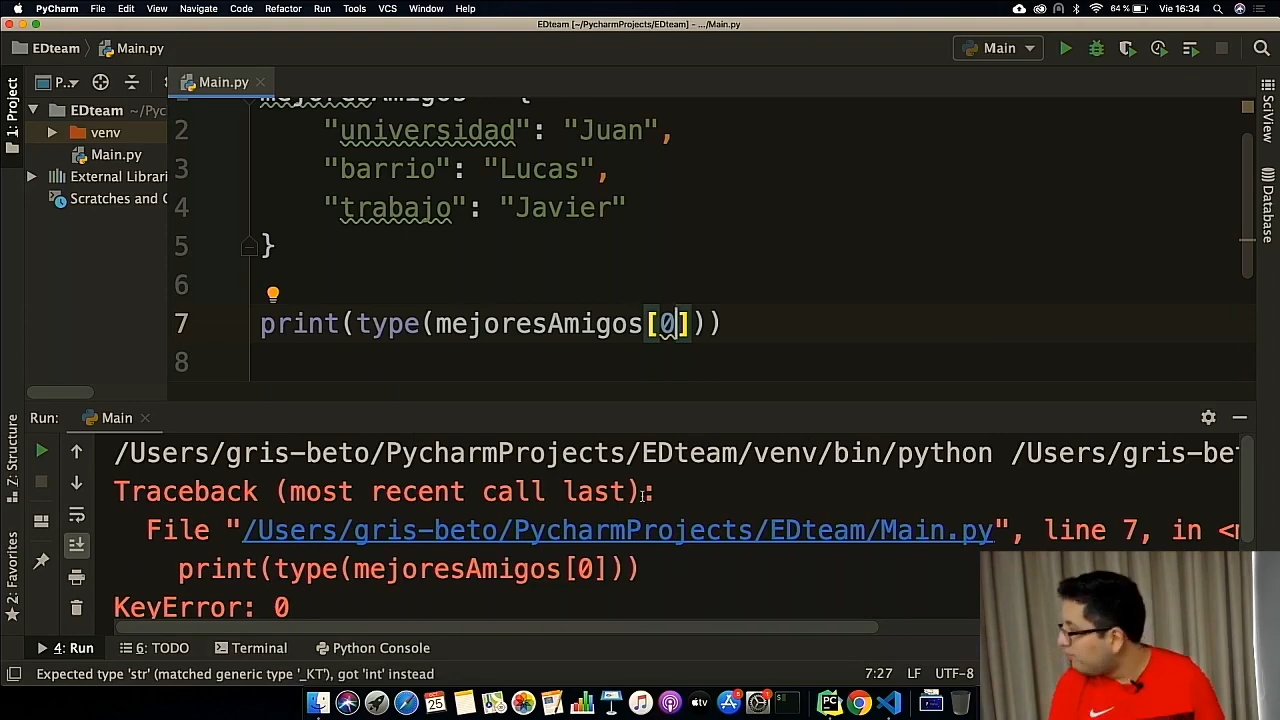 PyCharm File Edit View Navigate Code Refactor Run Tools VCS Window Help 64 % Vie 16:34
EDteam [~/PycharmProjects/EDteam] - .../Main.py
EDteam Main.py Main
1: Project P.. Main.py SciView
EDteam ~/Pyc
venv
Main.py
External Librari
Scratches and C
Database
mejoresAmigos = {
2 "universidad": "Juan",
3 "barrio": "Lucas",
4 "trabajo": "Javier"
5 }
6
7 print(type(mejoresAmigos[0]))
8
Run: Main
Z: Structure
2: Favorites
/Users/gris-beto/PycharmProjects/EDteam/venv/bin/python /Users/gris-be
Traceback (most recent call last):
File "/Users/gris-beto/PycharmProjects/EDteam/Main.py", line 7, in <
print(type(mejoresAmigos[0]))
KeyError: 0
4: Run 6: TODO Terminal Python Console
Expected type 'str' (matched generic type '_KT'), got 'int' instead 7:27 LF UTF-8